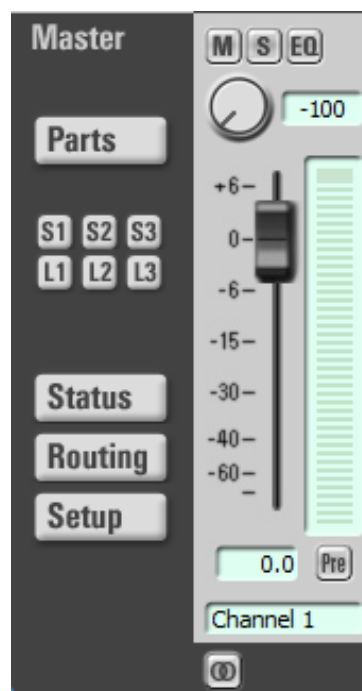 Master
M S EQ
-100
Parts
+6
S1 S2 S3
0
L1 L2 L3
-6
-15
Status
-30
Routing
-40
-60
Setup
0.0 Pre
Channel 1